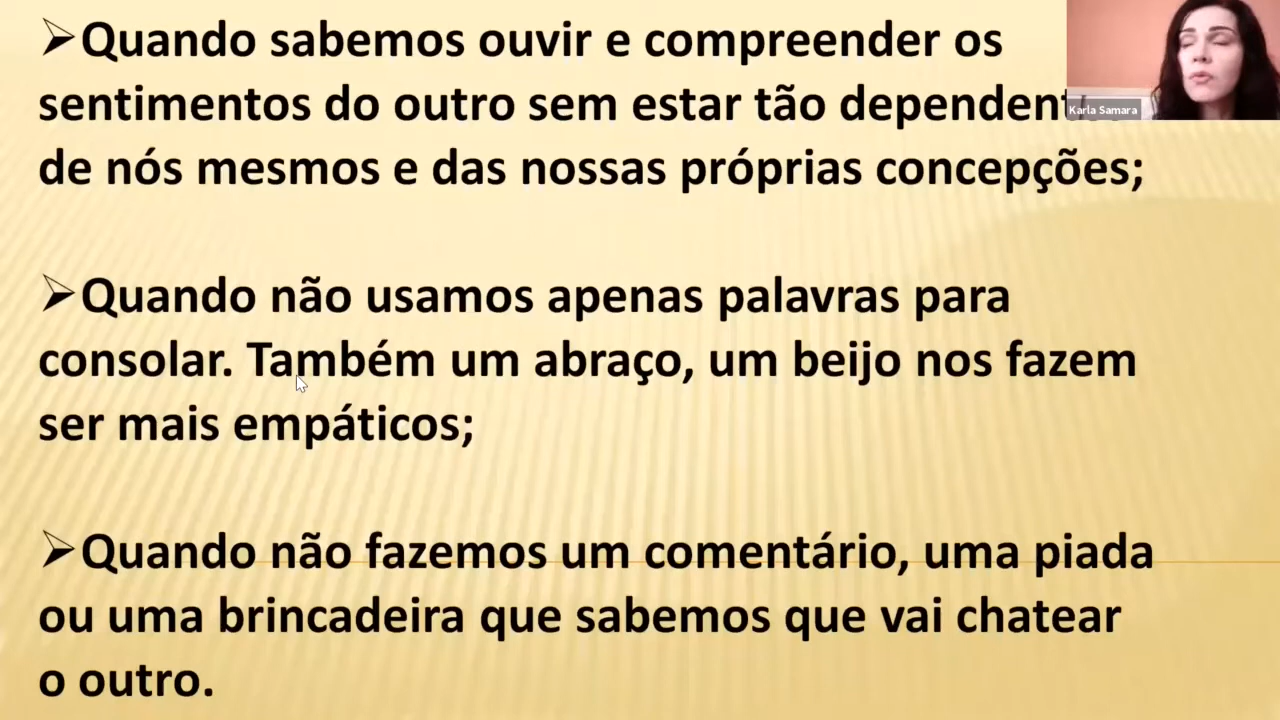 ➢Quando sabemos ouvir e compreender os
sentimentos do outro sem estar tão
de nós mesmos e das nossas próprias concepções;
➢Quando não usamos apenas palavras para
consolar. Também um abraço, um beijo nos fazem
ser mais empáticos;
➢Quando não fazemos um comentário, uma piada
ou uma brincadeira que sabemos que vai chatear
o outro.
Karla Samara